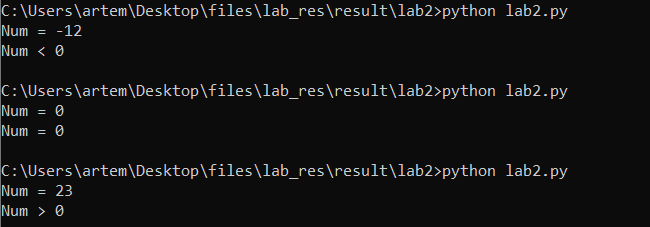 C:\Users\artem\Desktop\files\lab_res\result\lab2>python lab2.py
Num = -12
Num < 0
C:\Users\artem\Desktop\files\lab_res\result\lab2>python lab2.py
Num = 0
Num = 0
C:\Users\artem\Desktop\files\lab_res\result\lab2>python lab2.py
Num = 23
Num > 0